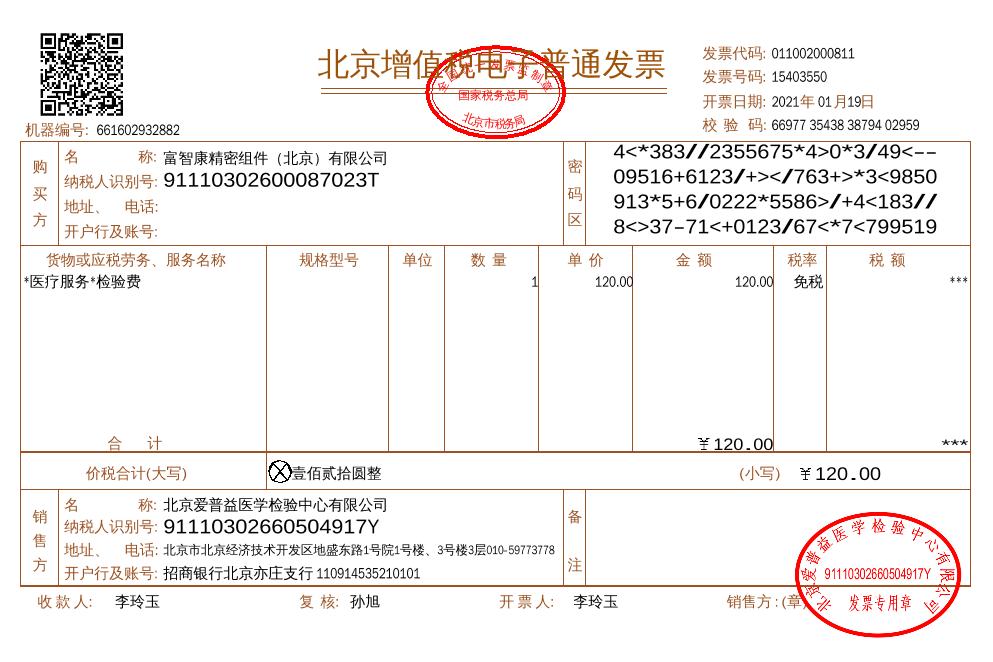 北京增值税电子普通发票
全国统一发票监制章
国家税务总局
北京市税务局
发票代码: 011002000811
发票号码: 15403550
开票日期: 2021年 01月19日
校 验 码: 66977 35438 38794 02959
机器编号: 661602932882
购买方
名 称: 富智康精密组件（北京）有限公司
纳税人识别号: 91110302600087023T
地址、 电话:
开户行及账号:
密码区
4<*383//2355675*4>0*3/49<--
09516+6123/+></763+>*3<9850
913*5+6/0222*5586>/+4<183//
8<>37-71<+0123/67<*7<799519
货物或应税劳务、服务名称 规格型号 单位 数 量 单 价 金 额 税率 税 额
*医疗服务*检验费 1 120.00 120.00 免税 ***
合 计 ￥120.00 ***
价税合计(大写) ⊗壹佰贰拾圆整 (小写) ￥120.00
销售方
名 称: 北京爱普益医学检验中心有限公司
纳税人识别号: 91110302660504917Y
地址、 电话: 北京市北京经济技术开发区地盛东路1号院1号楼、3号楼3层010-59773778
开户行及账号: 招商银行北京亦庄支行 110914535210101
备注
收 款 人: 李玲玉 复 核: 孙旭 开 票 人: 李玲玉 销售方: (章)
北京爱普益医学检验中心有限公司
91110302660504917Y
发票专用章